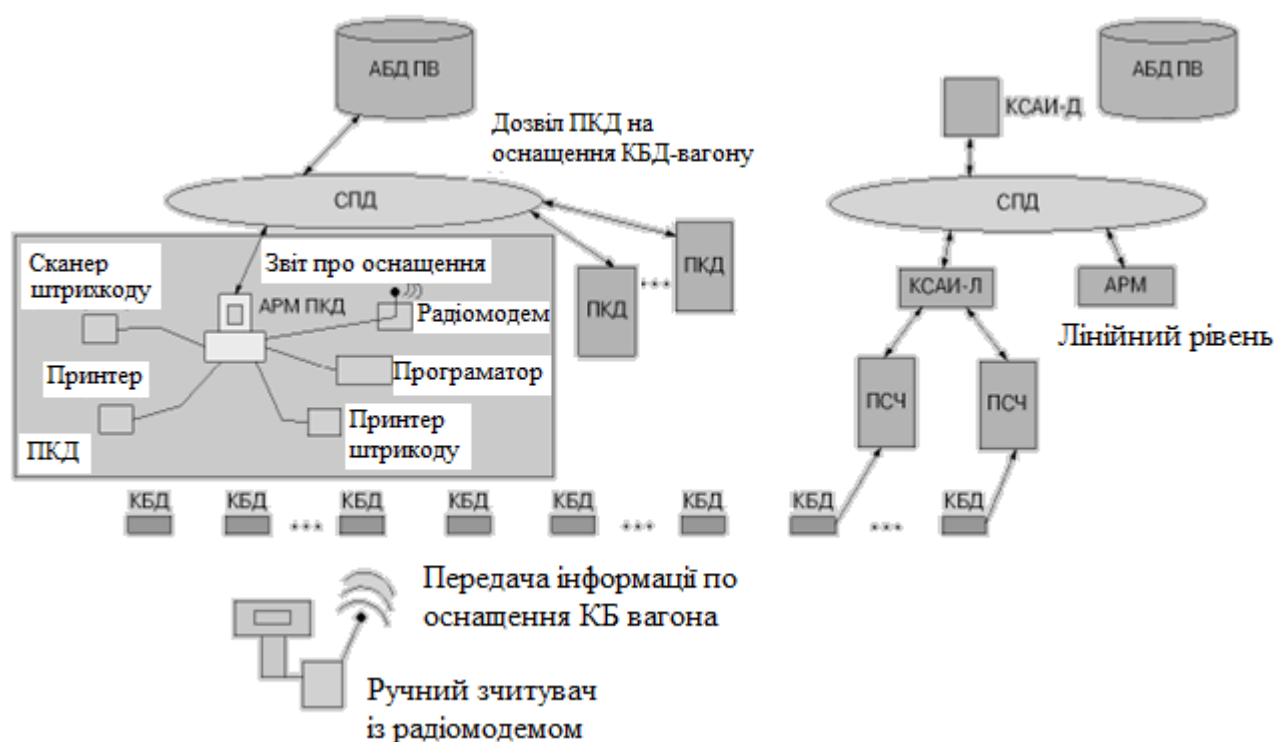 АБД ПВ
АБД ПВ
КСАИ-Д
Дозвіл ПКД на
оснащення КБД-вагону
СПД
СПД
Сканер
штрихкоду
Звіт про оснащення
АРМ ПКД
Радіомодем
ПКД
ПКД
КСАИ-Л
АРМ
Лінійний рівень
Принтер
Програматор
ПСЧ
ПСЧ
Принтер
штрикоду
ПКД
КБД
КБД
КБД
КБД
КБД
КБД
КБД
КБД
Передача інформації по
оснащення КБ вагона
Ручний зчитувач
із радіомодемом